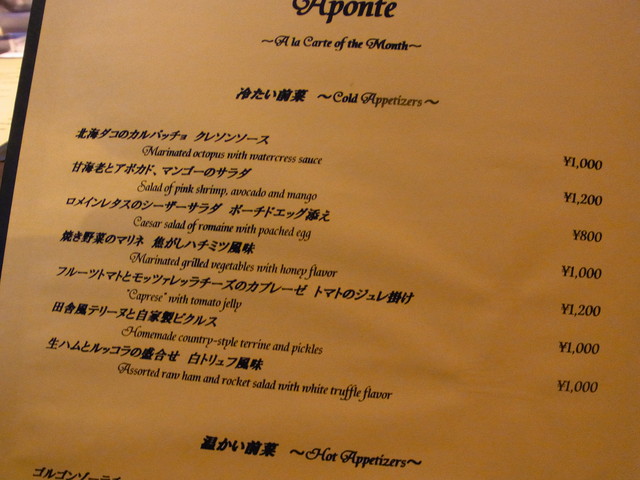 Aponte
~A la Carte of the Month~
冷たい前菜 ~Cold Appetizers~
北海ダコのカルパッチョ クレソンソース
Marinated octopus with watercress sauce ¥1,000
甘海老とアボカド、マンゴーのサラダ
Salad of pink shrimp, avocado and mango ¥1,200
ロメインレタスのシーザーサラダ ポーチドエッグ添え
Caesar salad of romaine with poached egg ¥800
焼き野菜のマリネ 焦がしハチミツ風味
Marinated grilled vegetables with honey flavor ¥1,000
フルーツトマトとモッツァレッラチーズのカプレーゼ トマトのジュレ掛け
"Caprese" with tomato jelly ¥1,200
田舎風テリーヌと自家製ピクルス
Homemade country-style terrine and pickles ¥1,000
生ハムとルッコラの盛合せ 白トリュフ風味
Assorted raw ham and rocket salad with white truffle flavor ¥1,000
温かい前菜 ~Hot Appetizers~